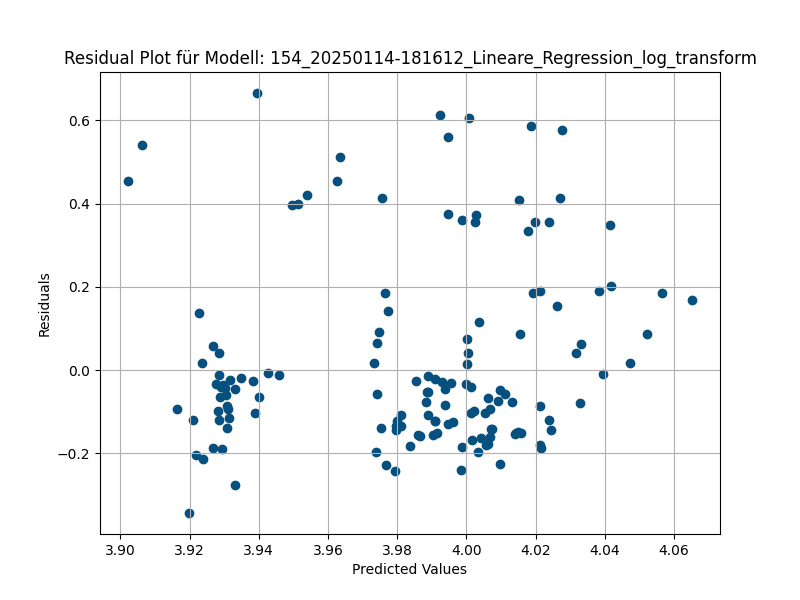 Residual Plot für Modell: 154_20250114-181612_Lineare_Regression_log_transform
0.6
0.4
0.2
0.0
−0.2
Residuals
3.90 3.92 3.94 3.96 3.98 4.00 4.02 4.04 4.06
Predicted Values